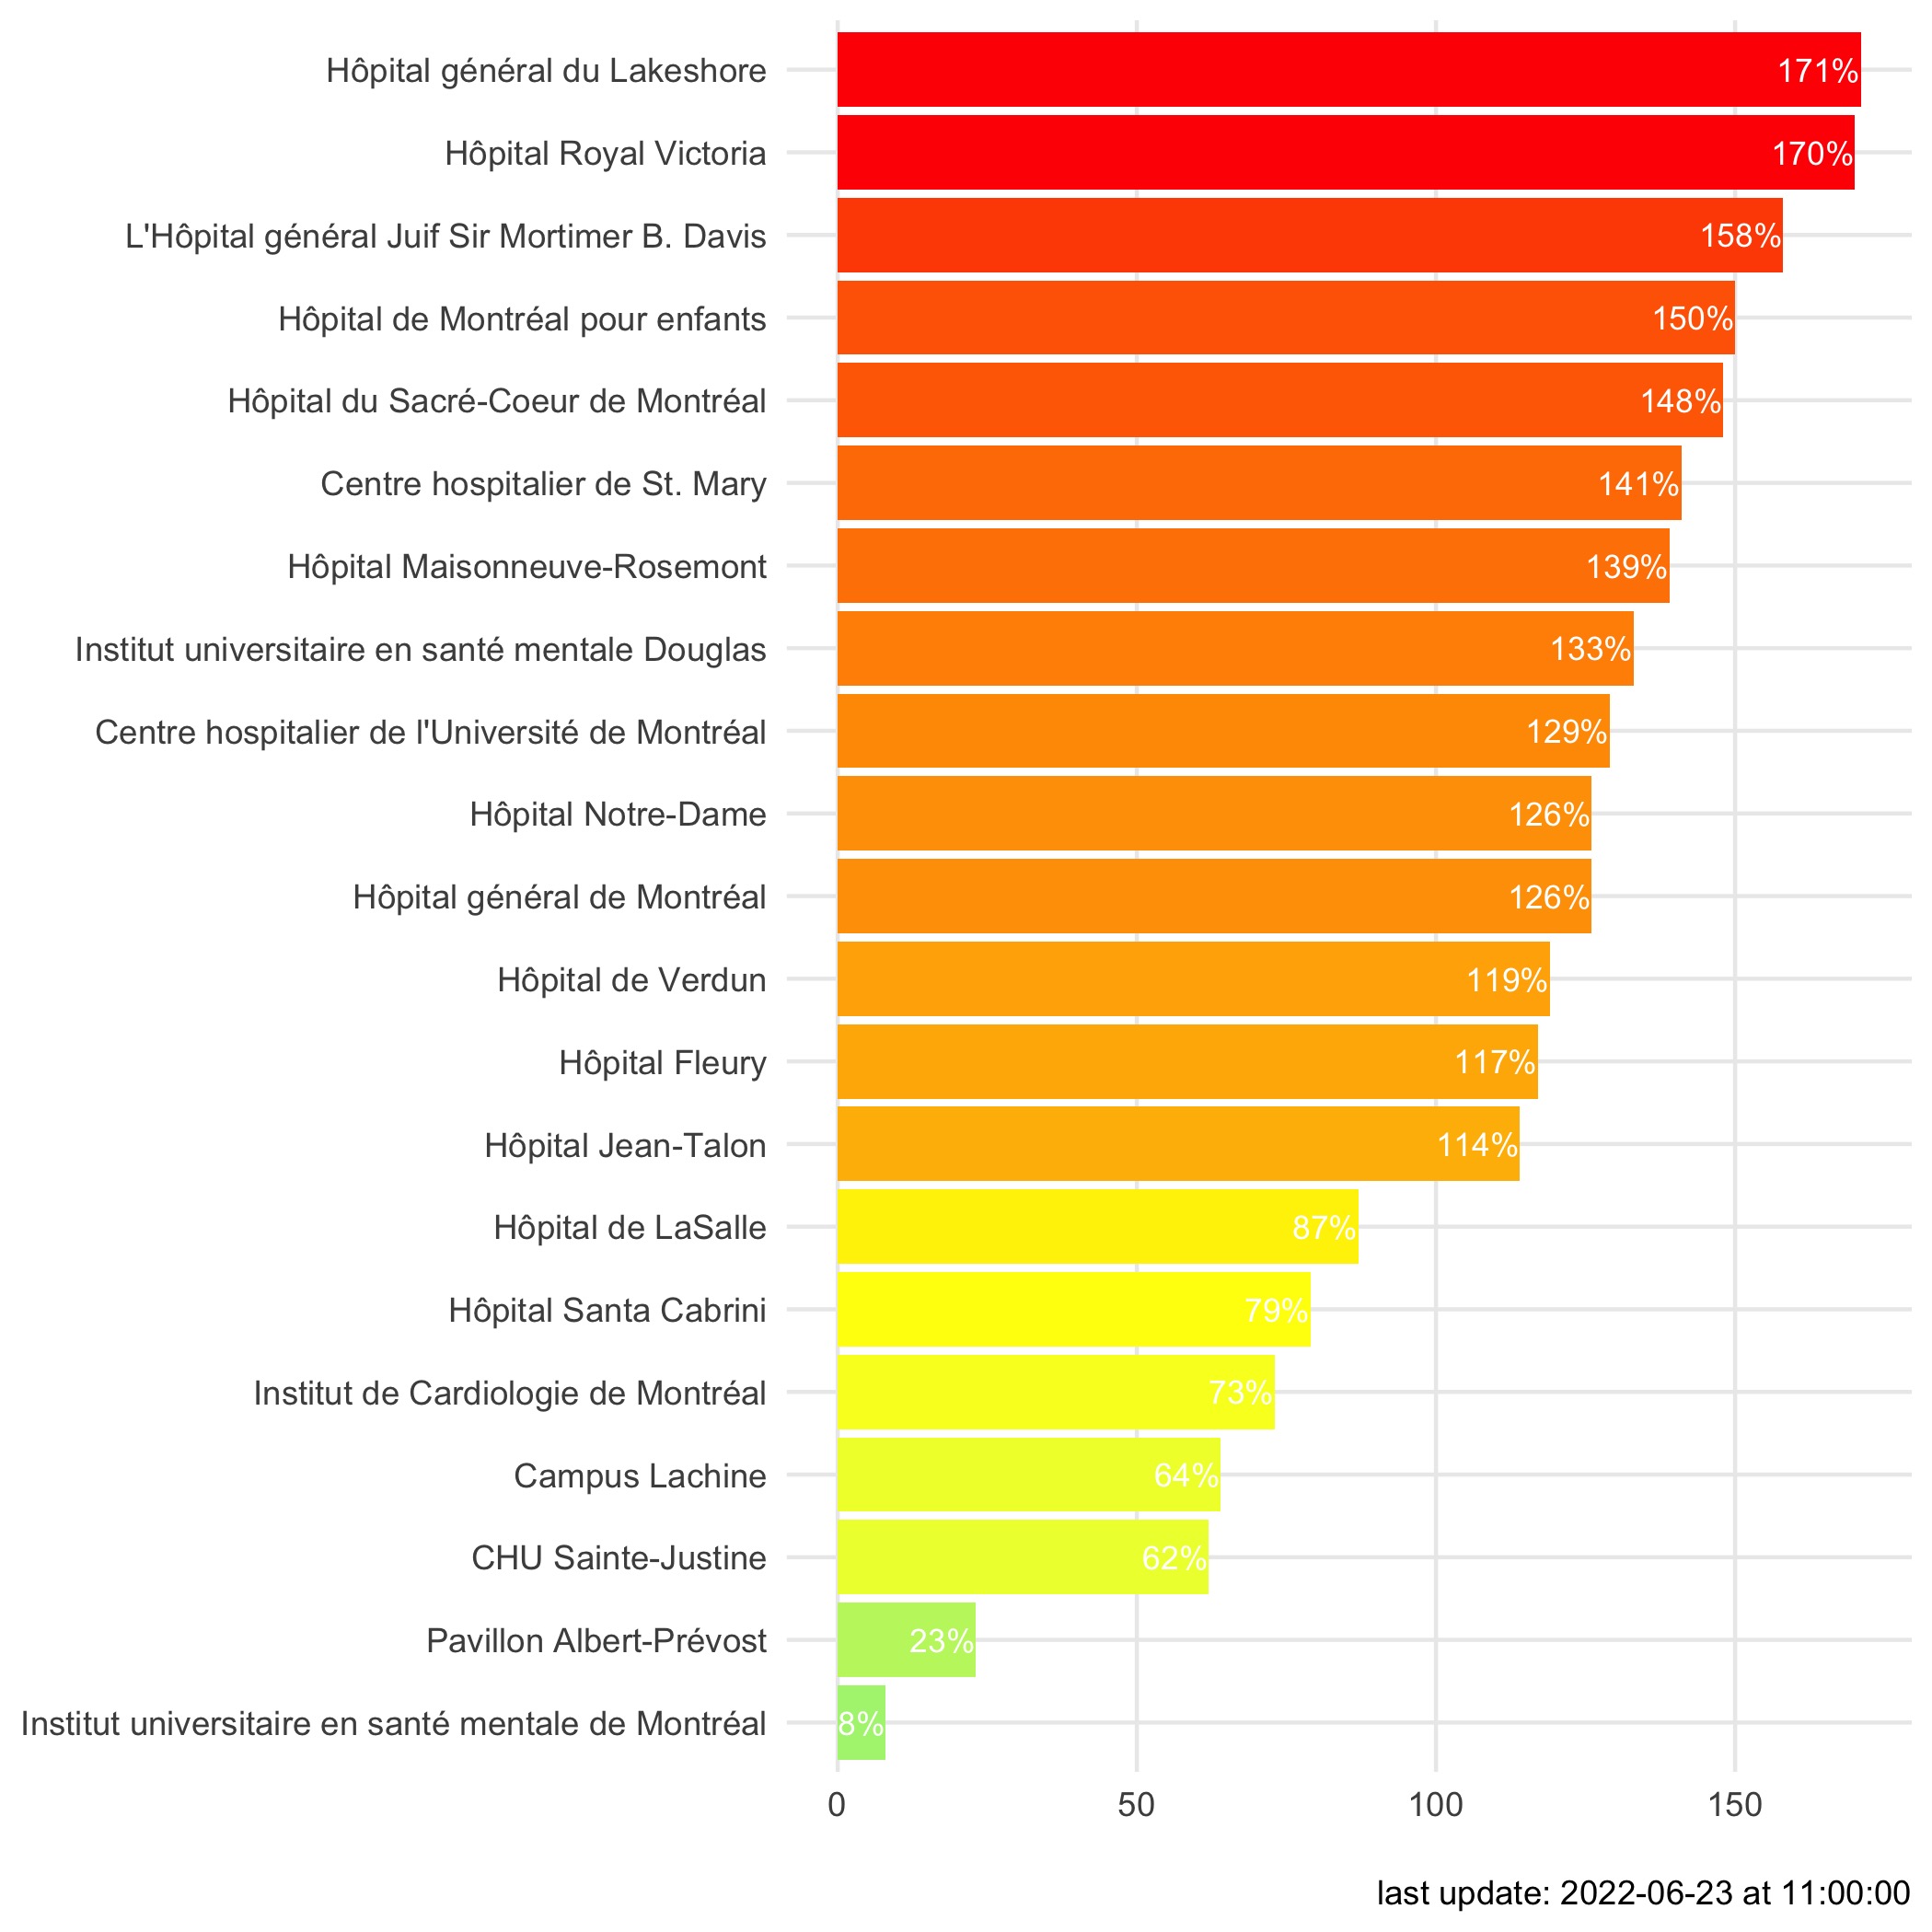 Hôpital général du Lakeshore 171%
Hôpital Royal Victoria 170%
L'Hôpital général Juif Sir Mortimer B. Davis 158%
Hôpital de Montréal pour enfants 150%
Hôpital du Sacré-Coeur de Montréal 148%
Centre hospitalier de St. Mary 141%
Hôpital Maisonneuve-Rosemont 139%
Institut universitaire en santé mentale Douglas 133%
Centre hospitalier de l'Université de Montréal 129%
Hôpital Notre-Dame 126%
Hôpital général de Montréal 126%
Hôpital de Verdun 119%
Hôpital Fleury 117%
Hôpital Jean-Talon 114%
Hôpital de LaSalle 87%
Hôpital Santa Cabrini 79%
Institut de Cardiologie de Montréal 73%
Campus Lachine 64%
CHU Sainte-Justine 62%
Pavillon Albert-Prévost 23%
Institut universitaire en santé mentale de Montréal 8%
0 50 100 150
last update: 2022-06-23 at 11:00:00